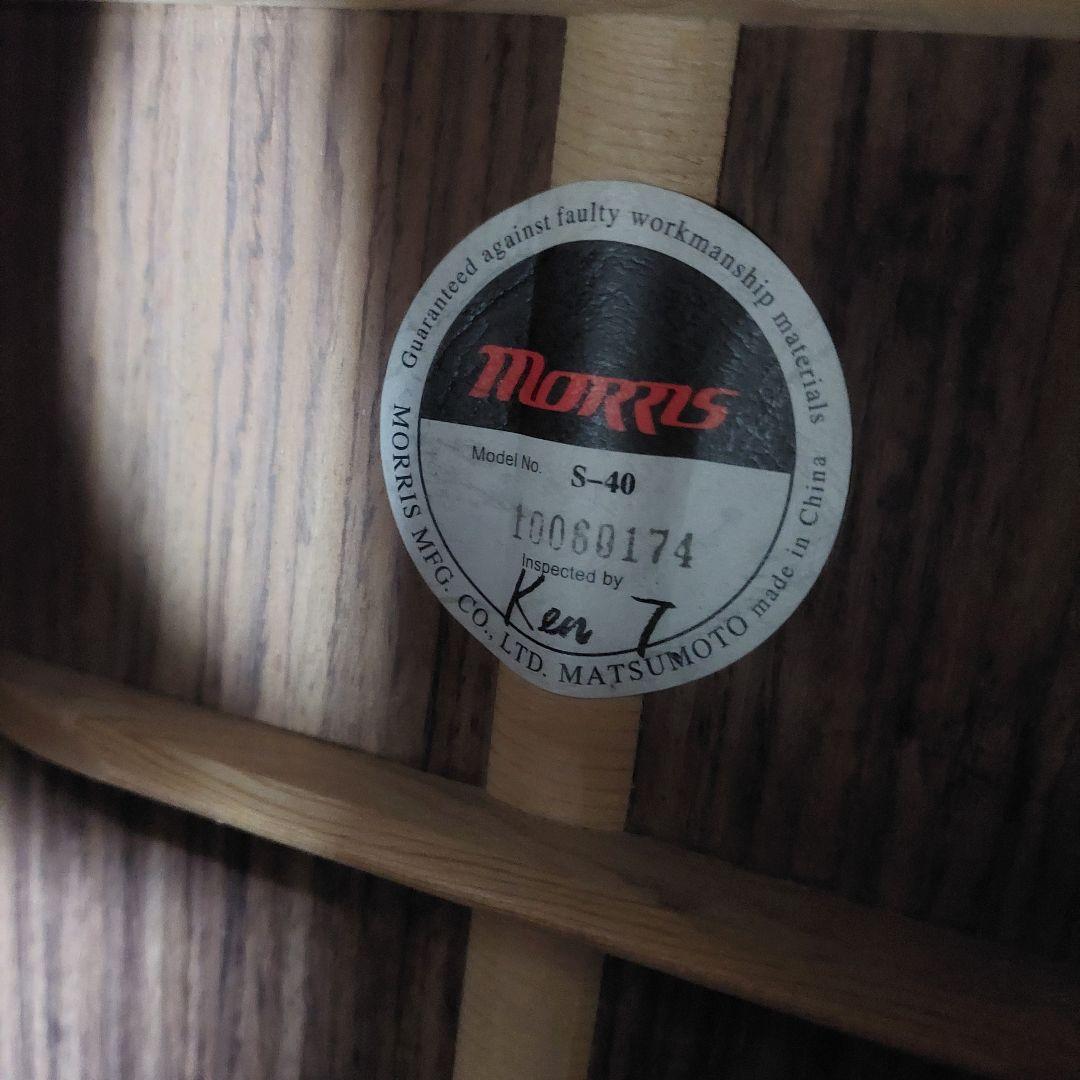 Guaranteed against faulty workmanship materials
MORRIS
Model No. S-40
10060174
Inspected by
Ken T
MORRIS MFG. CO., LTD. MATSUMOTO made in China